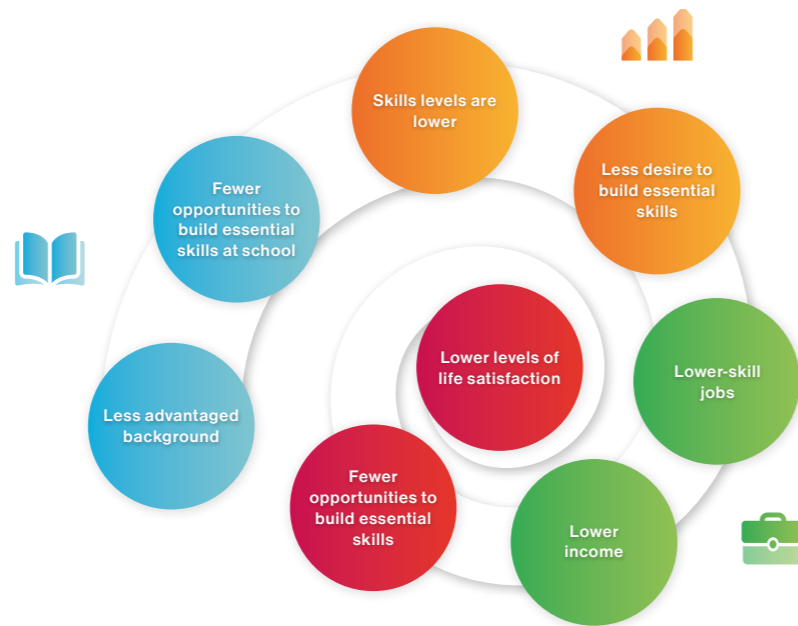 Less advantaged
background
Fewer
opportunities to
build essential
skills at school
Skills levels are
lower
Less desire to
build essential
skills
Lower-skill
jobs
Lower
income
Fewer
opportunities to
build essential
skills
Lower levels of
life satisfaction